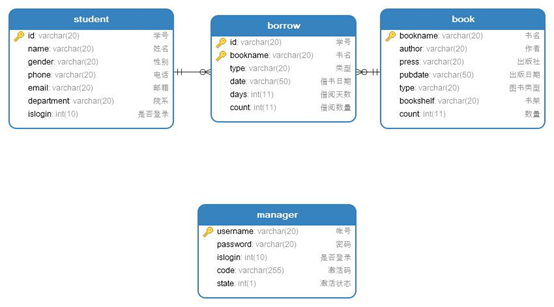 student
id: varchar(20) 学号
name: varchar(20) 姓名
gender: varchar(20) 性别
phone: varchar(20) 电话
email: varchar(20) 邮箱
department: varchar(20) 院系
islogin: int(10) 是否登录
borrow
id: varchar(20) 学号
bookname: varchar(20) 书名
type: varchar(20) 类型
date: varchar(50) 借书日期
days: int(11) 借阅天数
count: int(11) 借阅数量
book
bookname: varchar(20) 书名
author: varchar(20) 作者
press: varchar(20) 出版社
pubdate: varchar(50) 出版日期
type: varchar(20) 图书类型
bookshelf: varchar(20) 书架
count: int(11) 数量
manager
username: varchar(20) 帐号
password: varchar(20) 密码
islogin: int(10) 是否登录
code: varchar(255) 激活码
state: int(1) 激活状态